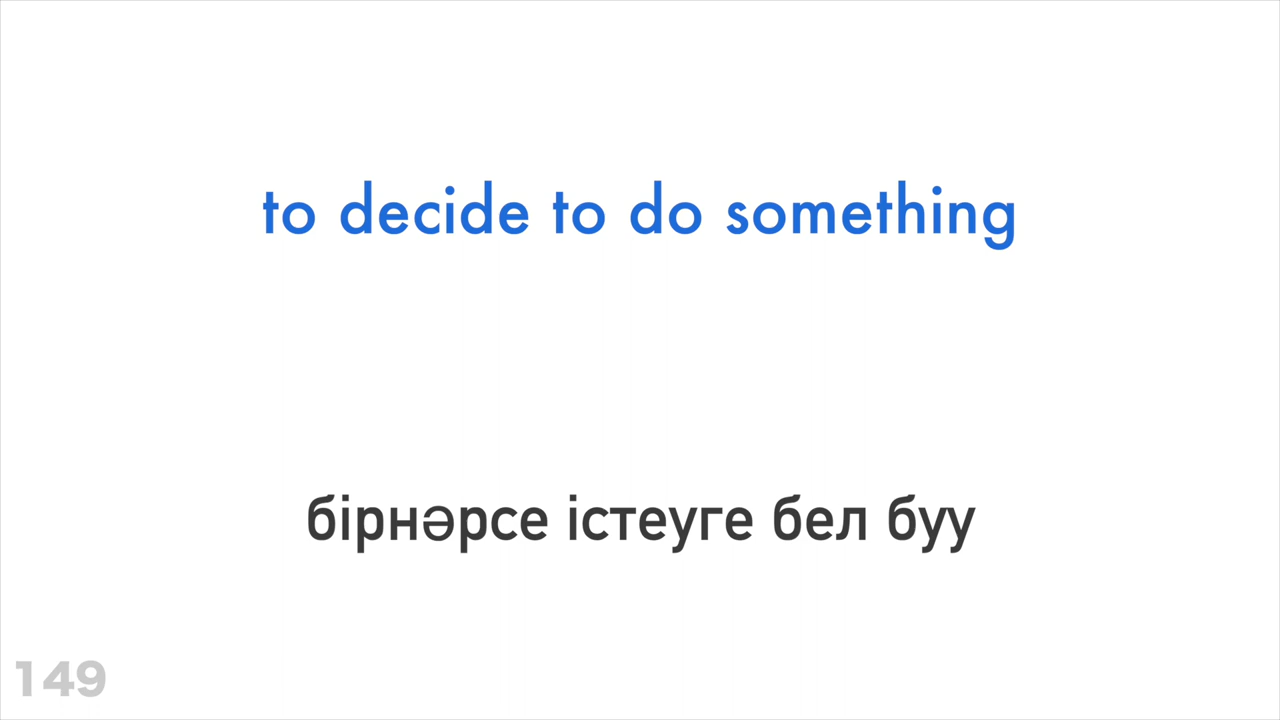 to decide to do something
бірнәрсе істеуге бел буу
149